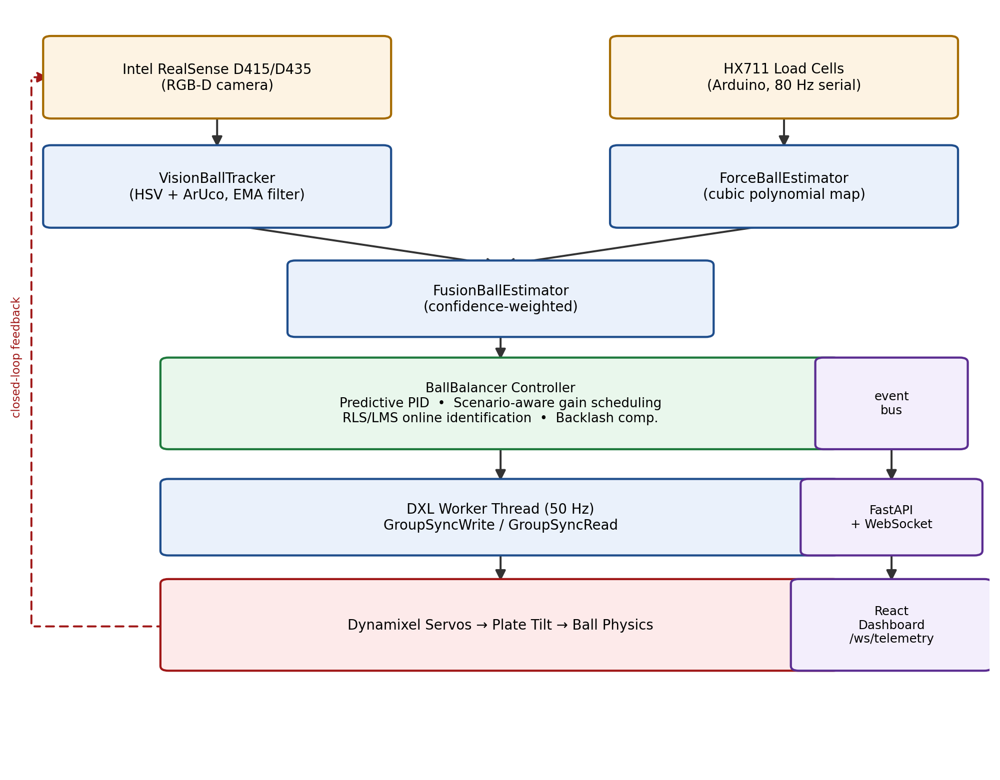 Intel RealSense D415/D435
(RGB-D camera)
HX711 Load Cells
(Arduino, 80 Hz serial)
VisionBallTracker
(HSV + ArUco, EMA filter)
ForceBallEstimator
(cubic polynomial map)
FusionBallEstimator
(confidence-weighted)
closed-loop feedback
BallBalancer Controller
Predictive PID • Scenario-aware gain scheduling
RLS/LMS online identification • Backlash comp.
event
bus
DXL Worker Thread (50 Hz)
GroupSyncWrite / GroupSyncRead
FastAPI
+ WebSocket
Dynamixel Servos → Plate Tilt → Ball Physics
React
Dashboard
/ws/telemetry